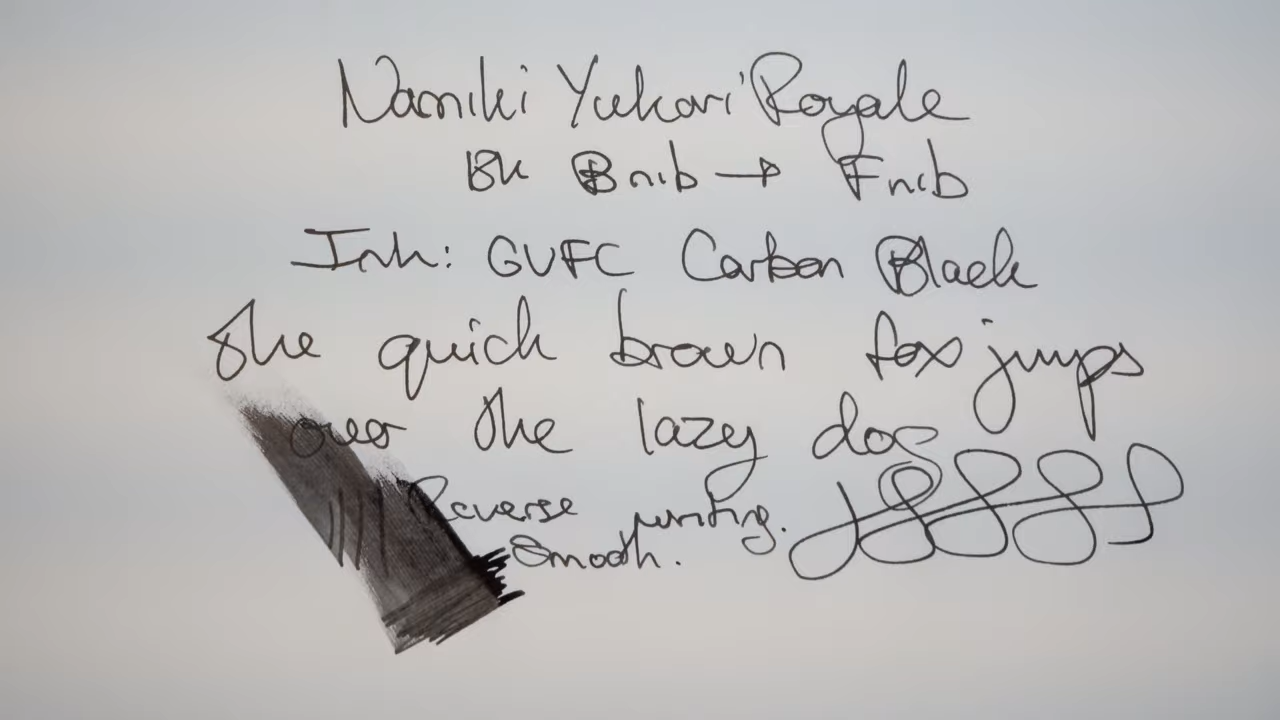 Namiki Yukari Royale
18k B nib → F nib
Ink: GVFC Carbon Black
The quick brown fox jumps
over the lazy dog
Reverse writing.
Smooth.